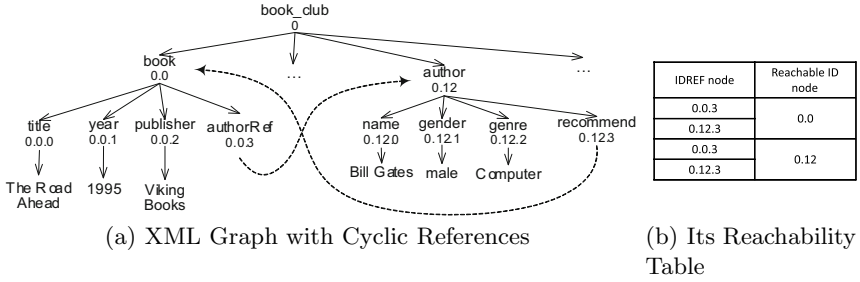 book_club
0
book
0.0
...
author
0.12
...
title
0.0.0
year
0.0.1
publisher
0.0.2
authorRef
0.0.3
name
0.12.0
gender
0.12.1
genre
0.12.2
recommend
0.12.3
The Road
Ahead
1995
Viking
Books
Bill Gates
male
Computer
(a) XML Graph with Cyclic References
IDREF node
Reachable ID
node
0.0.3
0.12.3
0.0
0.0.3
0.12.3
0.12
(b) Its Reachability
Table